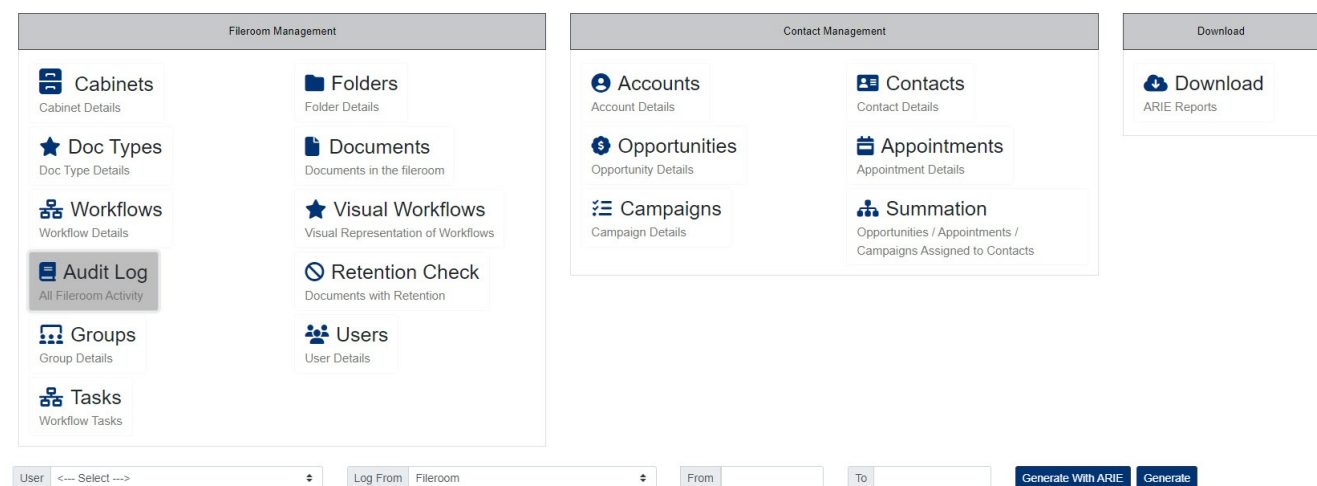 Fileroom Management
Cabinets
Cabinet Details
Folders
Folder Details
Doc Types
Doc Type Details
Documents
Documents in the fileroom
Workflows
Workflow Details
Visual Workflows
Visual Representation of Workflows
Audit Log
All Fileroom Activity
Retention Check
Documents with Retention
Groups
Group Details
Users
User Details
Tasks
Workflow Tasks
Contact Management
Accounts
Account Details
Contacts
Contact Details
Opportunities
Opportunity Details
Appointments
Appointment Details
Campaigns
Campaign Details
Summation
Opportunities / Appointments /
Campaigns Assigned to Contacts
Download
Download
ARIE Reports
User <--- Select ---> Log From Fileroom From To Generate With ARIE Generate